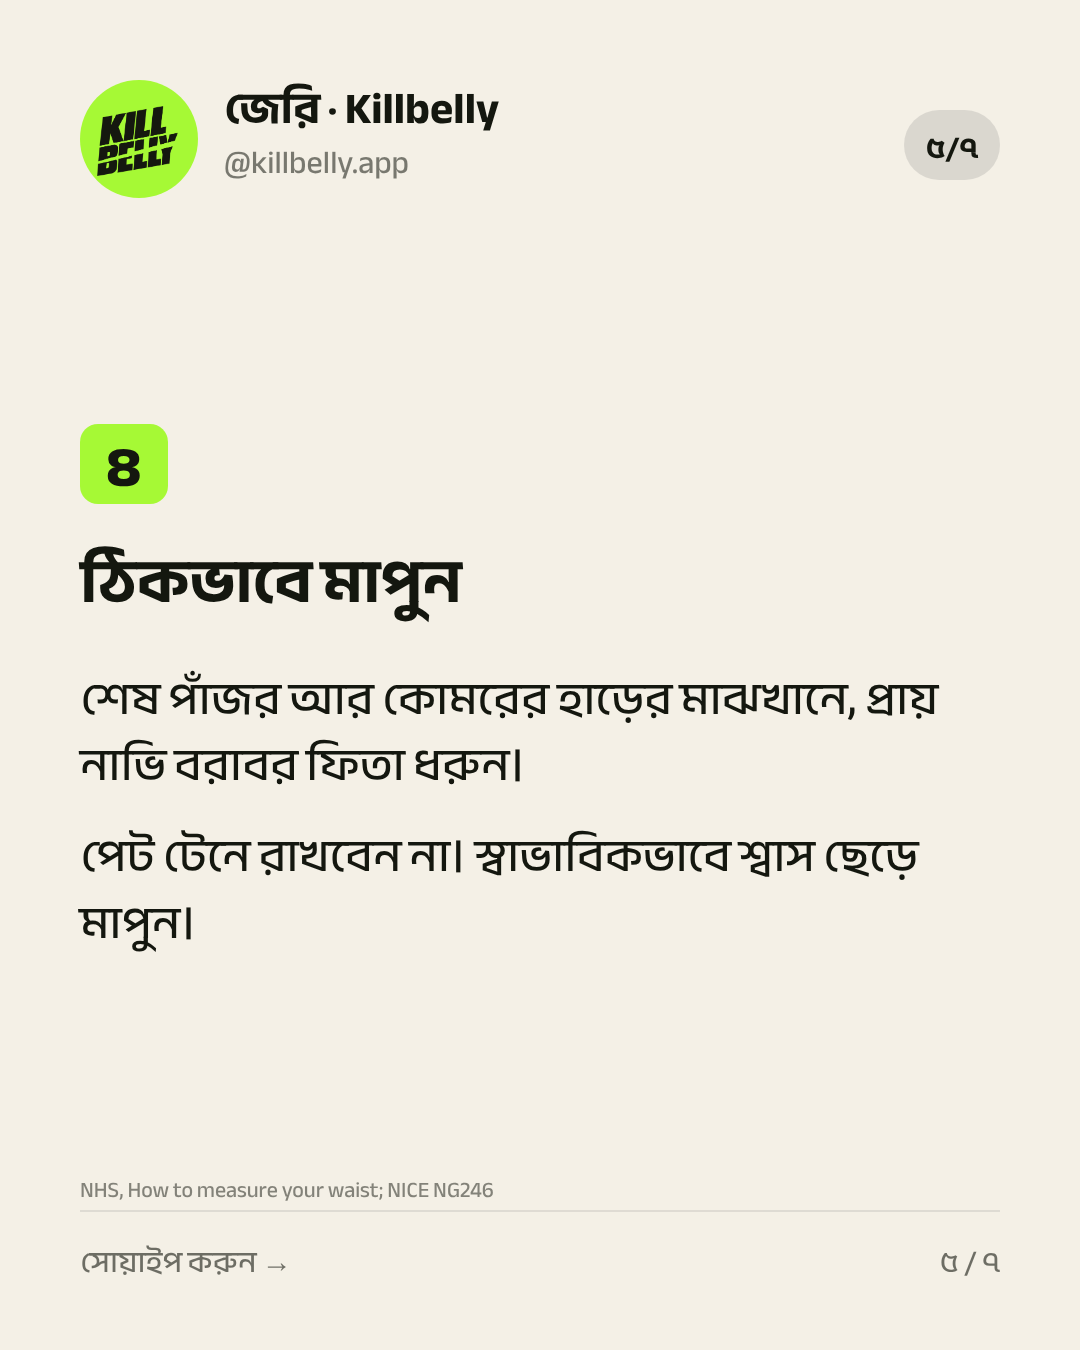 KILL
BELLY
জেরি · Killbelly
@killbelly.app
৫/৭
৪
ঠিকভাবে মাপুন
শেষ পাঁজর আর কোমরের হাড়ের মাঝখানে, প্রায়
নাভি বরাবর ফিতা ধরুন।
পেট টেনে রাখবেন না। স্বাভাবিকভাবে শ্বাস ছেড়ে
মাপুন।
NHS, How to measure your waist; NICE NG246
সোয়াইপ করুন →
৫ / ৭